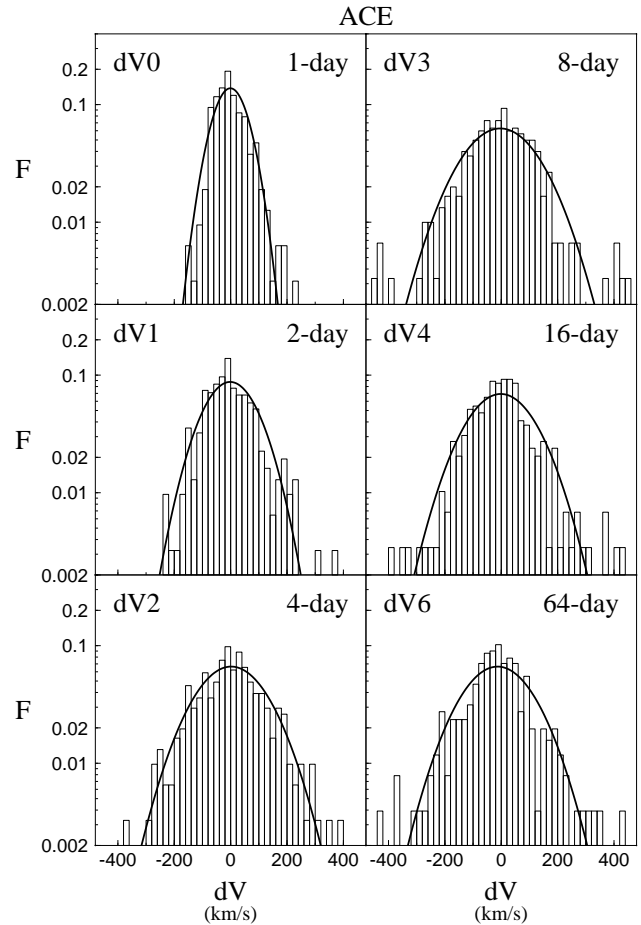 ACE
dV0 1-day
dV3 8-day
0.2
0.1
F
0.02
0.01
0.002
dV1 2-day
dV4 16-day
0.2
0.1
F
0.02
0.01
0.002
dV2 4-day
dV6 64-day
0.2
0.1
F
0.02
0.01
0.002
-400 -200 0 200 400
-400 -200 0 200 400
dV
(km/s)
dV
(km/s)